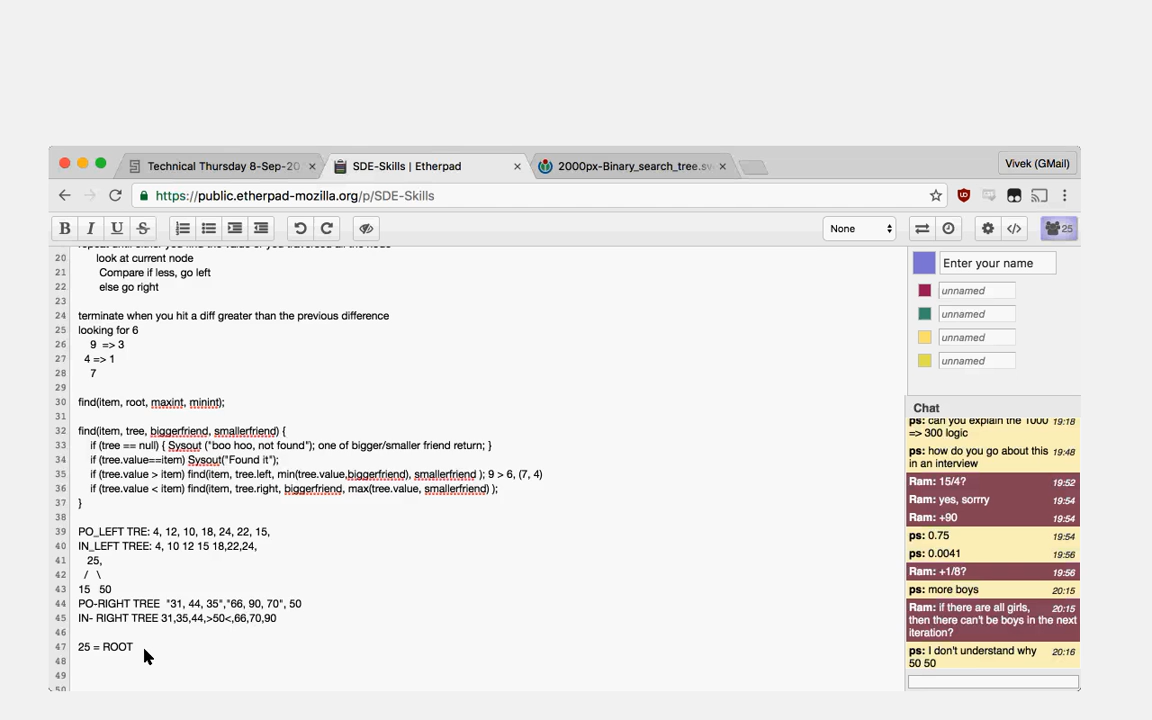 Technical Thursday 8-Sep-20
SDE-Skills | Etherpad
2000px-Binary_search_tree.sv
Vivek (GMail)
https://public.etherpad-mozilla.org/p/SDE-Skills
B I U S
None
25
20 look at current node
21 Compare if less, go left
22 else go right
23
24 terminate when you hit a diff greater than the previous difference
25 looking for 6
26 9 => 3
27 4 => 1
28 7
29
30 find(item, root, maxint, minint);
31
32 find(item, tree, biggerfriend, smallerfriend) {
33 if (tree == null) { Sysout ("boo hoo, not found"); one of bigger/smaller friend return; }
34 if (tree.value==item) Sysout("Found it");
35 if (tree.value > item) find(item, tree.left, min(tree.value,biggerfriend), smallerfriend ); 9 > 6, (7, 4)
36 if (tree.value < item) find(item, tree.right, biggerfriend, max(tree.value, smallerfriend) );
37 }
38
39 PO_LEFT TRE: 4, 12, 10, 18, 24, 22, 15,
40 IN_LEFT TREE: 4, 10 12 15 18,22,24,
41 25,
42 / \
43 15 50
44 PO-RIGHT TREE "31, 44, 35","66, 90, 70", 50
45 IN- RIGHT TREE 31,35,44,>50<,66,70,90
46
47 25 = ROOT
48
49
50
Enter your name
unnamed
unnamed
unnamed
unnamed
Chat
ps: can you explain the 1000 19:18
=> 300 logic
ps: how do you go about this 19:48
in an interview
Ram: 15/4? 19:52
Ram: yes, sorrry 19:54
Ram: +90 19:54
ps: 0.75 19:54
ps: 0.0041 19:56
Ram: +1/8? 19:56
ps: more boys 20:15
Ram: if there are all girls, 20:15
then there can't be boys in the next
iteration?
ps: I don't understand why 20:16
50 50